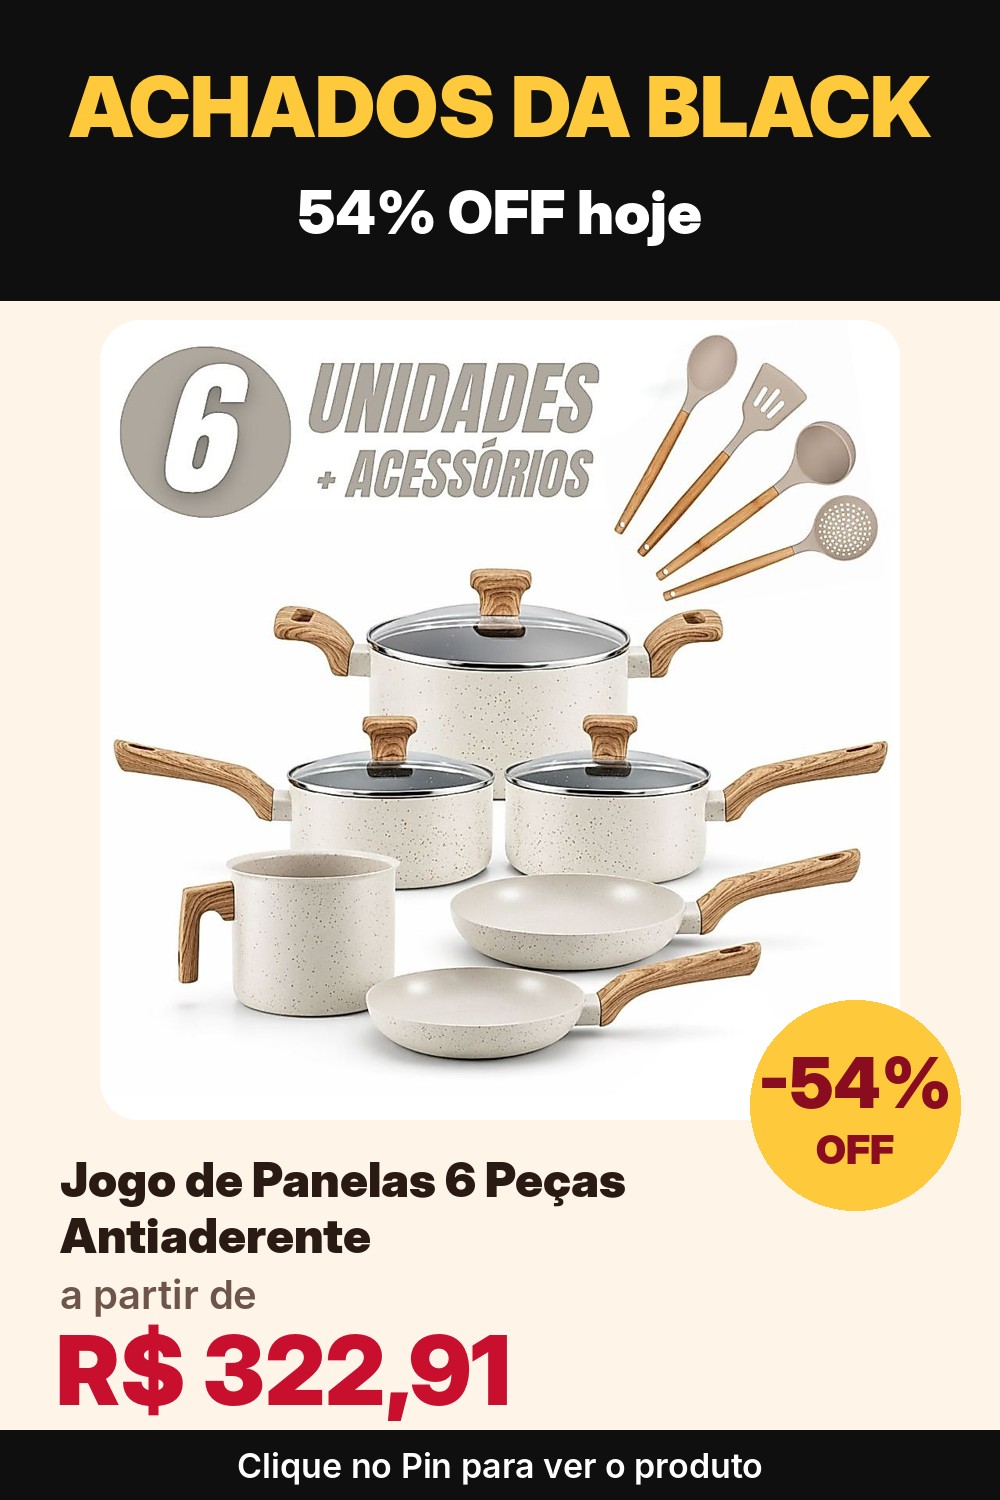 ACHADOS DA BLACK
54% OFF hoje
6 UNIDADES
+ ACESSÓRIOS
-54%
OFF
Jogo de Panelas 6 Peças
Antiaderente
a partir de
R$ 322,91
Clique no Pin para ver o produto